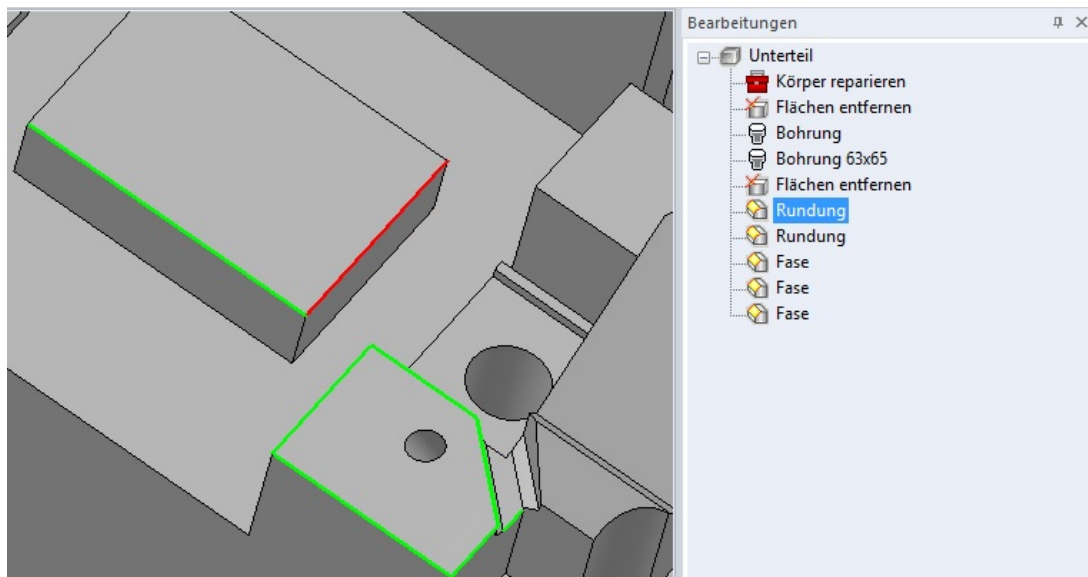 Bearbeitungen
Unterteil
Körper reparieren
Flächen entfernen
Bohrung
Bohrung 63x65
Flächen entfernen
Rundung
Rundung
Fase
Fase
Fase